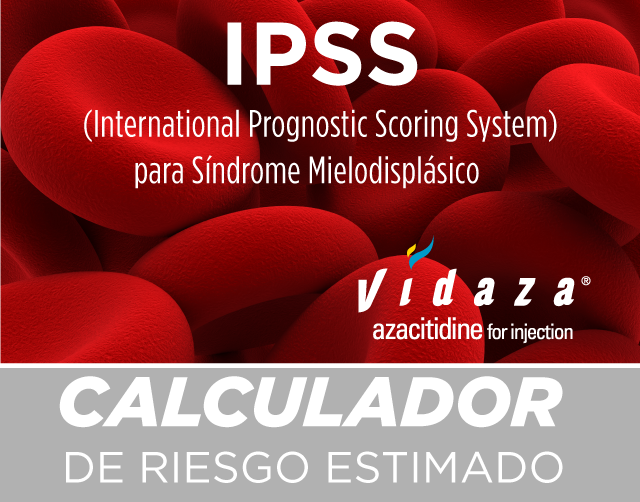 IPSS
(International Prognostic Scoring System)
para Síndrome Mielodisplásico
Vidaza®
azacitidine for injection
CALCULADOR
DE RIESGO ESTIMADO